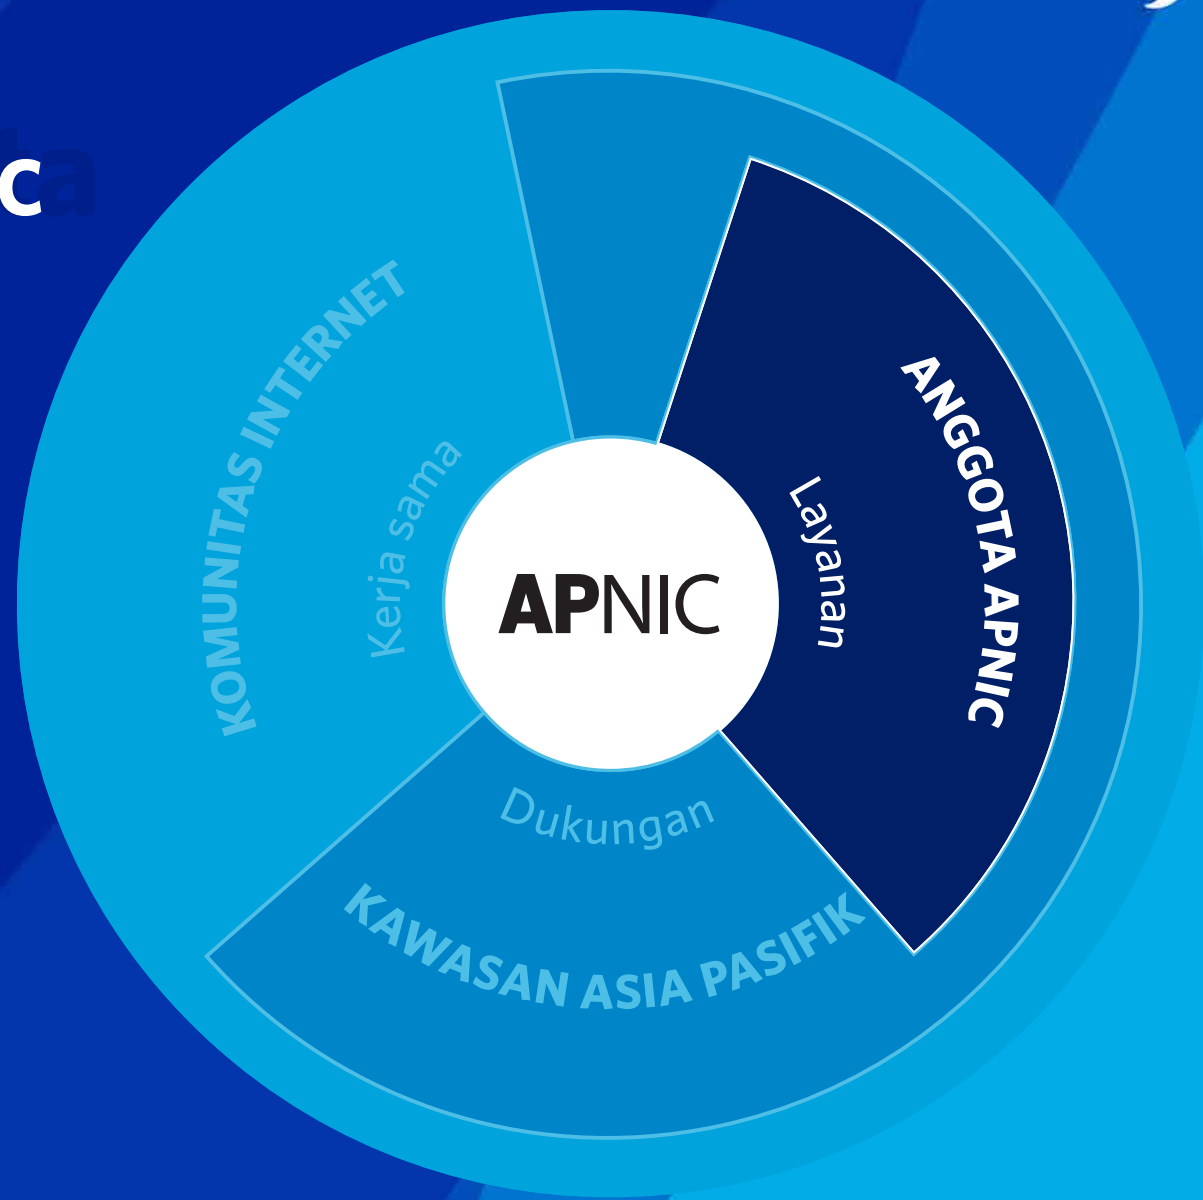 KOMUNITAS INTERNET
Kerja sama
APNIC
Layanan
ANGGOTA APNIC
Dukungan
KAWASAN ASIA PASIFIK